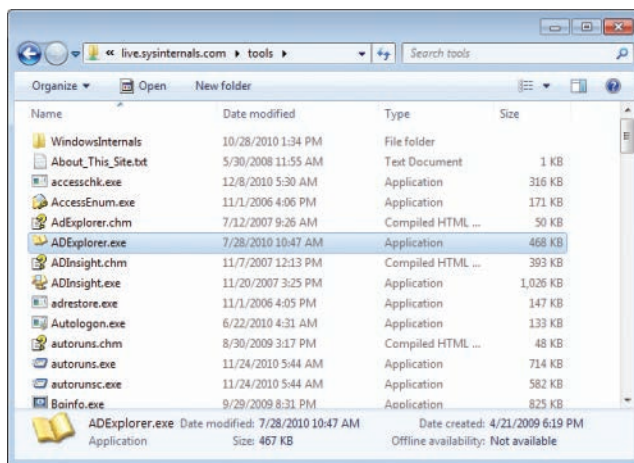 « live.sysinternals.com ▸ tools ▸ Search tools
Organize ▾ Open New folder
Name Date modified Type Size
WindowsInternals 10/28/2010 1:34 PM File folder
About_This_Site.txt 5/30/2008 11:55 AM Text Document 1 KB
accesschk.exe 12/8/2010 5:30 AM Application 316 KB
AccessEnum.exe 11/1/2006 4:06 PM Application 171 KB
AdExplorer.chm 7/12/2007 9:26 AM Compiled HTML ... 50 KB
ADExplorer.exe 7/28/2010 10:47 AM Application 468 KB
ADInsight.chm 11/7/2007 12:13 PM Compiled HTML ... 393 KB
ADInsight.exe 11/20/2007 3:25 PM Application 1,026 KB
adrestore.exe 11/1/2006 4:05 PM Application 147 KB
Autologon.exe 6/22/2010 4:31 AM Application 133 KB
autoruns.chm 8/30/2009 3:17 PM Compiled HTML ... 48 KB
autoruns.exe 11/24/2010 5:44 AM Application 714 KB
autorunsc.exe 11/24/2010 5:44 AM Application 582 KB
Bginfo.exe 9/29/2009 8:31 PM Application 825 KB
ADExplorer.exe Date modified: 7/28/2010 10:47 AM Date created: 4/21/2009 6:19 PM
Application Size: 467 KB Offline availability: Not available